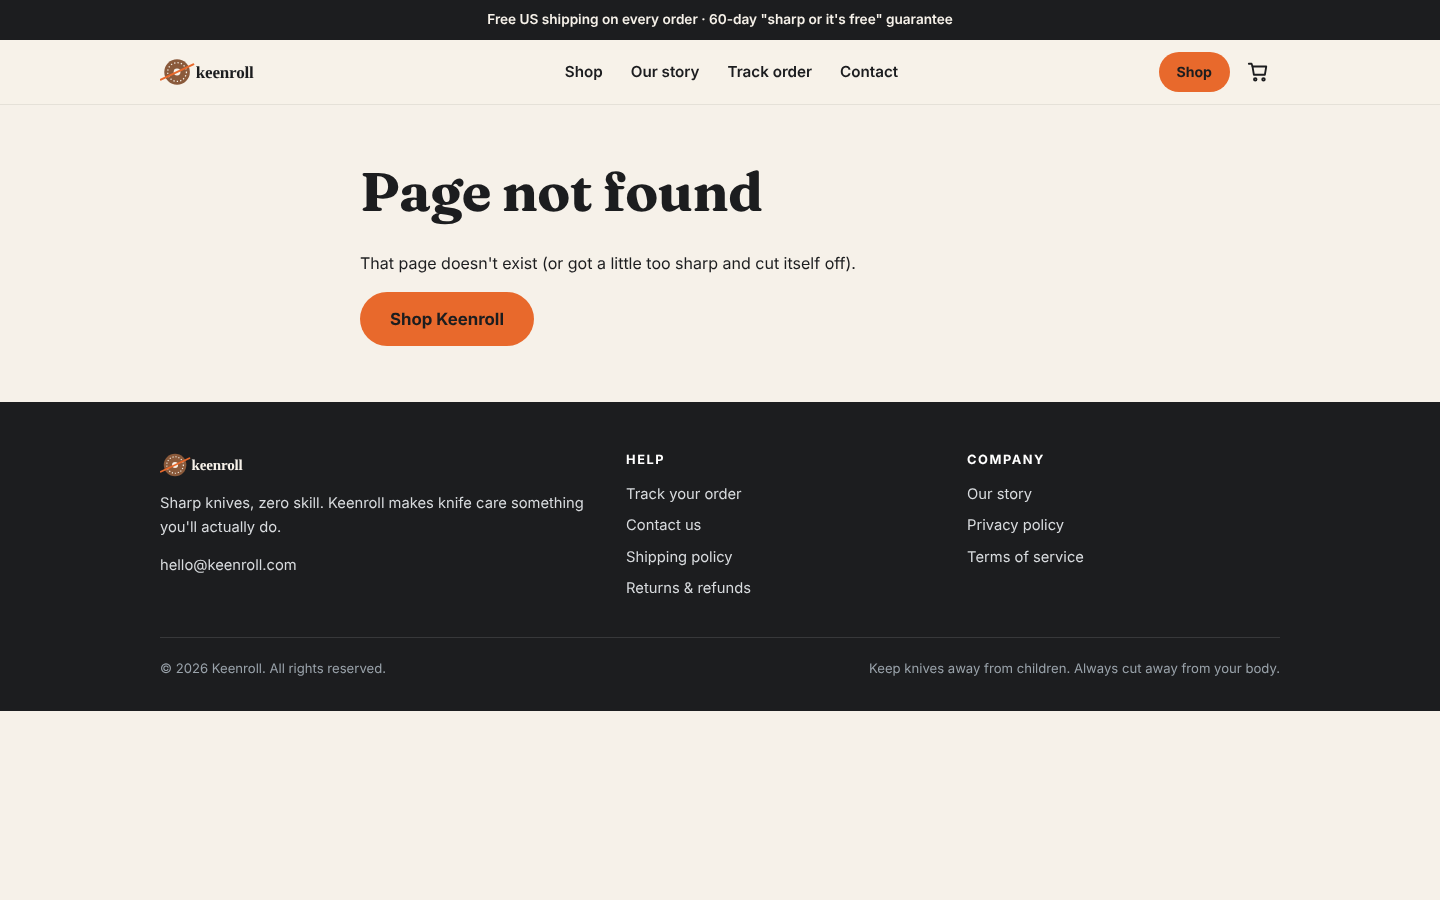 Free US shipping on every order · 60-day "sharp or it's free" guarantee
keenroll
Shop
Our story
Track order
Contact
Shop
Page not found
That page doesn't exist (or got a little too sharp and cut itself off).
Shop Keenroll
keenroll
Sharp knives, zero skill. Keenroll makes knife care something
you'll actually do.
hello@keenroll.com
HELP
Track your order
Contact us
Shipping policy
Returns & refunds
COMPANY
Our story
Privacy policy
Terms of service
© 2026 Keenroll. All rights reserved.
Keep knives away from children. Always cut away from your body.